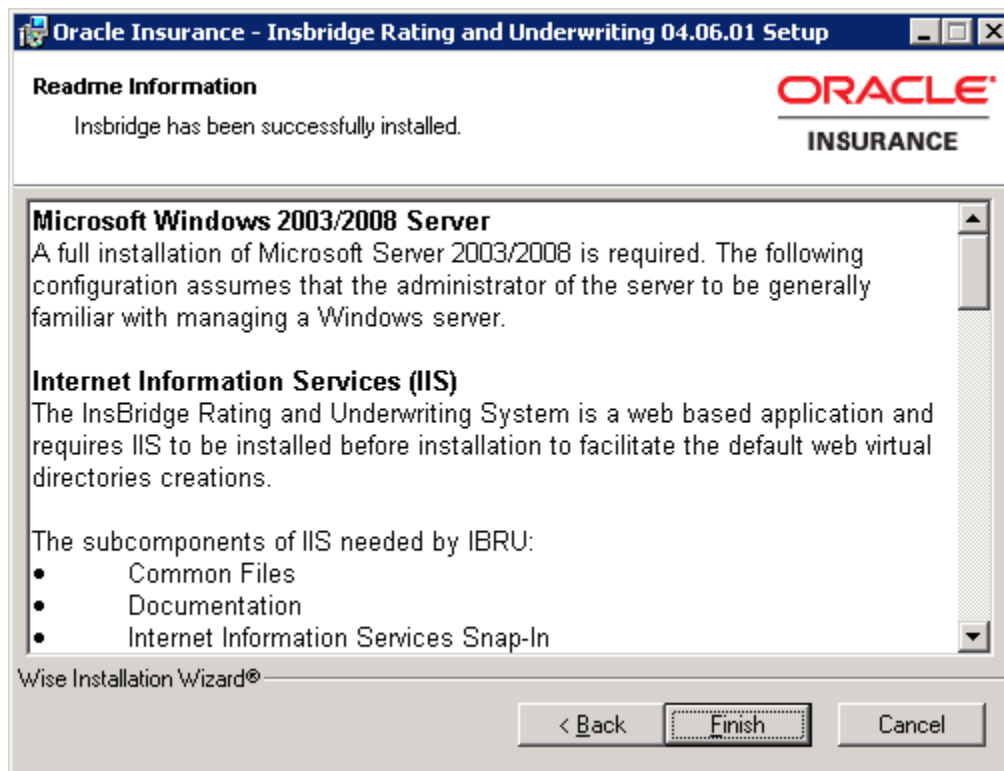 Oracle Insurance - Insbridge Rating and Underwriting 04.06.01 Setup
Readme Information
Insbridge has been successfully installed.
ORACLE®
INSURANCE
Microsoft Windows 2003/2008 Server
A full installation of Microsoft Server 2003/2008 is required. The following
configuration assumes that the administrator of the server to be generally
familiar with managing a Windows server.
Internet Information Services (IIS)
The InsBridge Rating and Underwriting System is a web based application and
requires IIS to be installed before installation to facilitate the default web virtual
directories creations.
The subcomponents of IIS needed by IBRU:
• Common Files
• Documentation
• Internet Information Services Snap-In
Wise Installation Wizard®
< Back
Finish
Cancel